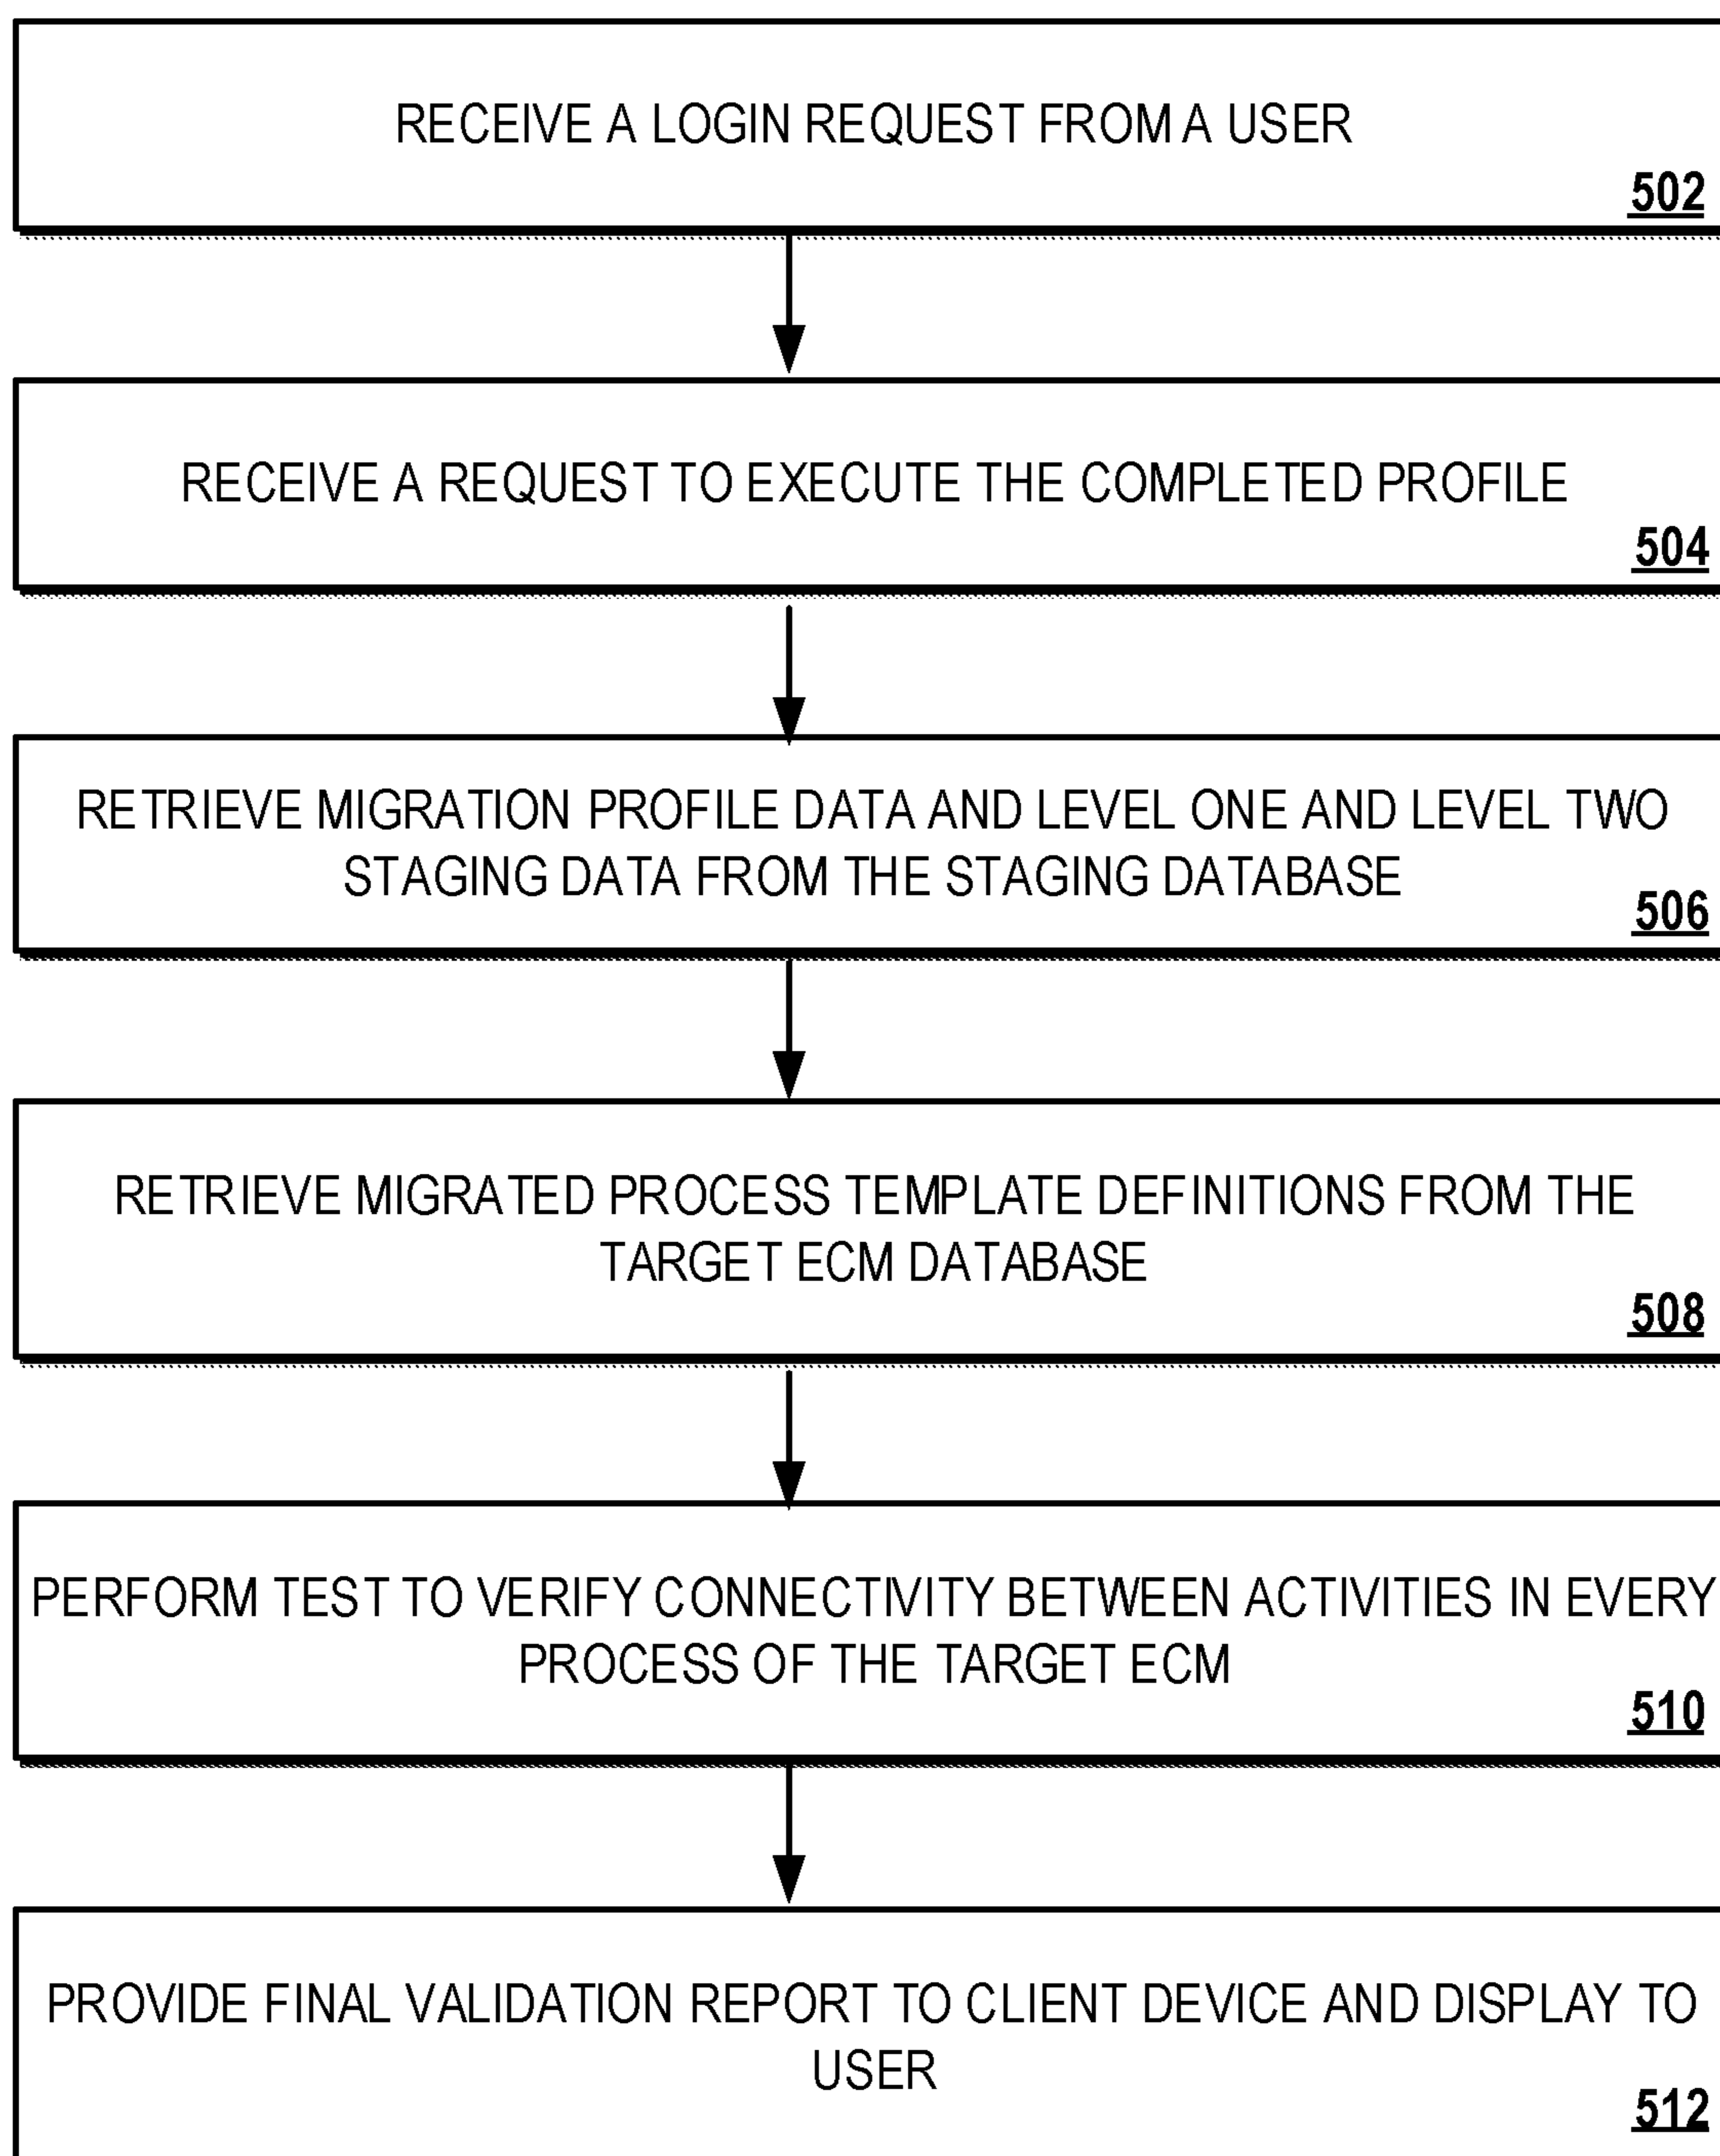 RECEIVE A LOGIN REQUEST FROM A USER
502
RECEIVE A REQUEST TO EXECUTE THE COMPLETED PROFILE
504
RETRIEVE MIGRATION PROFILE DATA AND LEVEL ONE AND LEVEL TWO
STAGING DATA FROM THE STAGING DATABASE
506
RETRIEVE MIGRATED PROCESS TEMPLATE DEFINITIONS FROM THE
TARGET ECM DATABASE
508
PERFORM TEST TO VERIFY CONNECTIVITY BETWEEN ACTIVITIES IN EVERY
PROCESS OF THE TARGET ECM
510
PROVIDE FINAL VALIDATION REPORT TO CLIENT DEVICE AND DISPLAY TO
USER
512